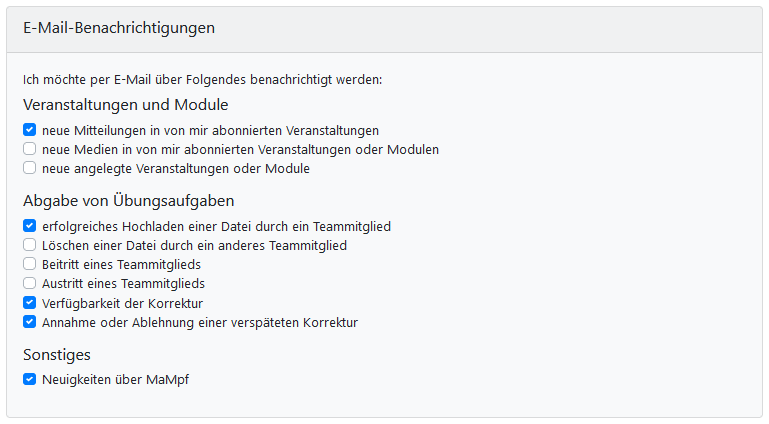 E-Mail-Benachrichtigungen
Ich möchte per E-Mail über Folgendes benachrichtigt werden:
Veranstaltungen und Module
neue Mitteilungen in von mir abonnierten Veranstaltungen
neue Medien in von mir abonnierten Veranstaltungen oder Modulen
neue angelegte Veranstaltungen oder Module
Abgabe von Übungsaufgaben
erfolgreiches Hochladen einer Datei durch ein Teammitglied
Löschen einer Datei durch ein anderes Teammitglied
Beitritt eines Teammitglieds
Austritt eines Teammitglieds
Verfügbarkeit der Korrektur
Annahme oder Ablehnung einer verspäteten Korrektur
Sonstiges
Neuigkeiten über MaMpf